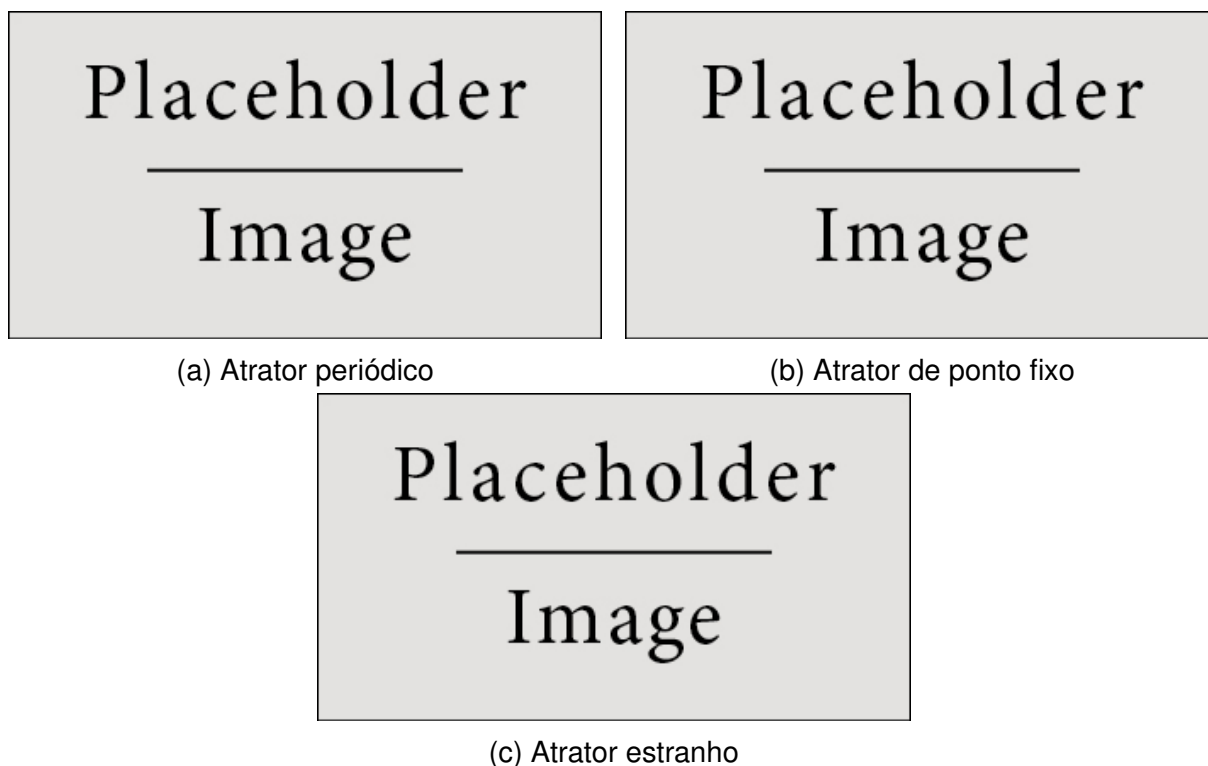 Placeholder
Image
(a) Atrator periódico
Placeholder
Image
(b) Atrator de ponto fixo
Placeholder
Image
(c) Atrator estranho